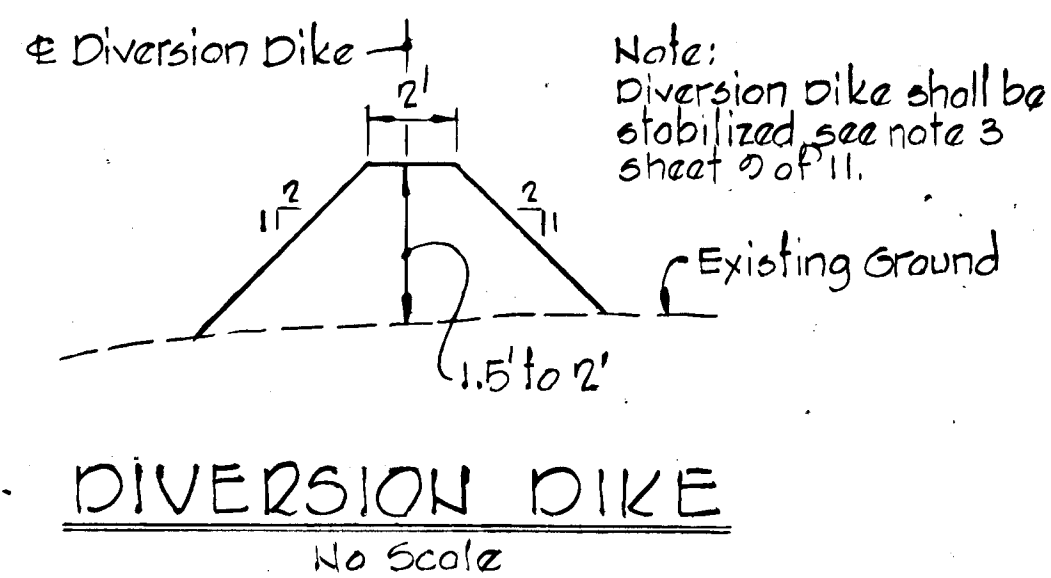 ℄ Diversion Dike
2'
Note:
Diversion Dike shall be
stabilized, see note 3
sheet 9 of 11.
2
1
2
1
Existing Ground
1.5' to 2'
DIVERSION DIKE
No Scale